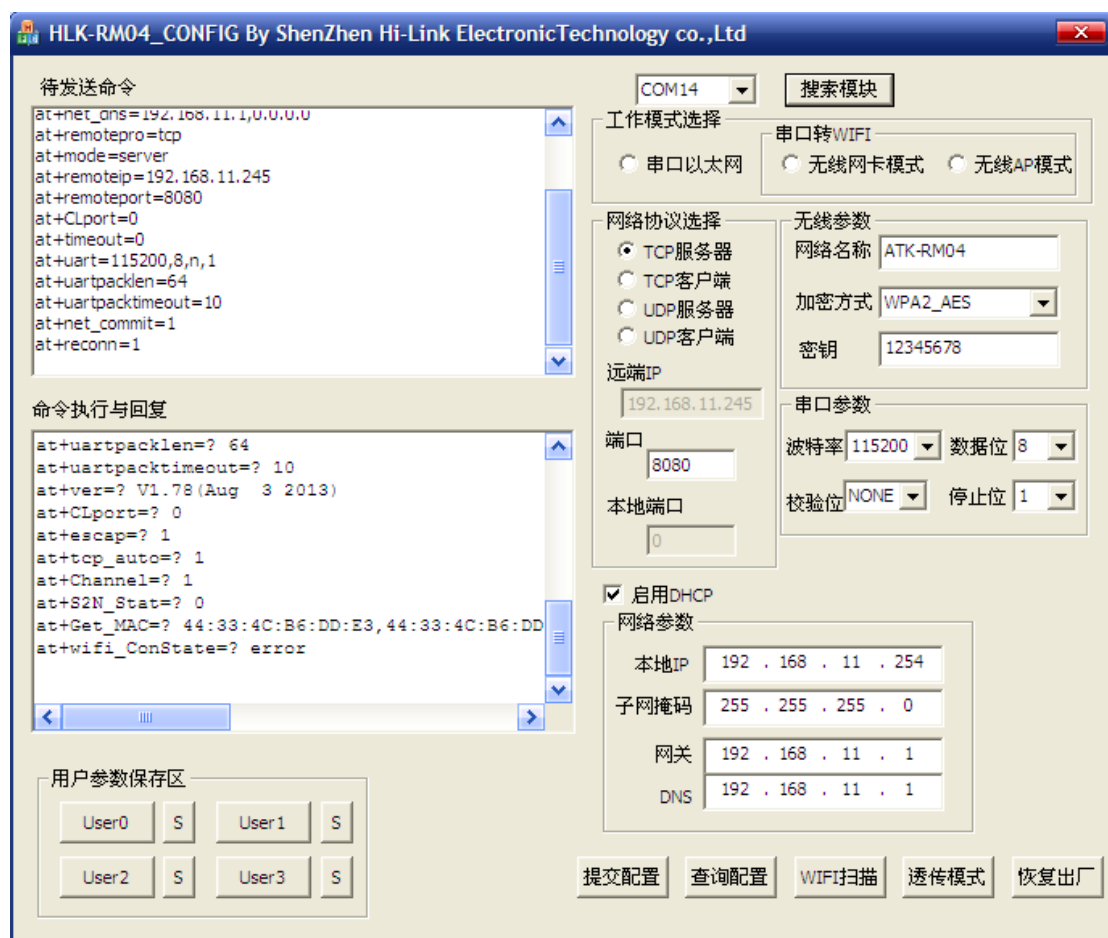 HLK-RM04_CONFIG By ShenZhen Hi-Link ElectronicTechnology co.,Ltd
待发送命令
at+net_dns=192.168.11.1,0.0.0.0
at+remotepro=tcp
at+mode=server
at+remoteip=192.168.11.245
at+remoteport=8080
at+CLport=0
at+timeout=0
at+uart=115200,8,n,1
at+uartpacklen=64
at+uartpacktimeout=10
at+net_commit=1
at+reconn=1
命令执行与回复
at+uartpacklen=? 64
at+uartpacktimeout=? 10
at+ver=? V1.78(Aug  3 2013)
at+CLport=? 0
at+escap=? 1
at+tcp_auto=? 1
at+Channel=? 1
at+S2N_Stat=? 0
at+Get_MAC=? 44:33:4C:B6:DD:E3,44:33:4C:B6:DD
at+wifi_ConState=? error
用户参数保存区
User0 S User1 S
User2 S User3 S
COM14 搜索模块
工作模式选择
串口转WIFI
串口以太网 无线网卡模式 无线AP模式
网络协议选择
TCP服务器
TCP客户端
UDP服务器
UDP客户端
远端IP
192.168.11.245
端口
8080
本地端口
0
无线参数
网络名称 ATK-RM04
加密方式 WPA2_AES
密钥 12345678
串口参数
波特率 115200 数据位 8
校验位 NONE 停止位 1
启用DHCP
网络参数
本地IP 192 . 168 . 11 . 254
子网掩码 255 . 255 . 255 . 0
网关 192 . 168 . 11 . 1
DNS 192 . 168 . 11 . 1
提交配置 查询配置 WIFI扫描 透传模式 恢复出厂